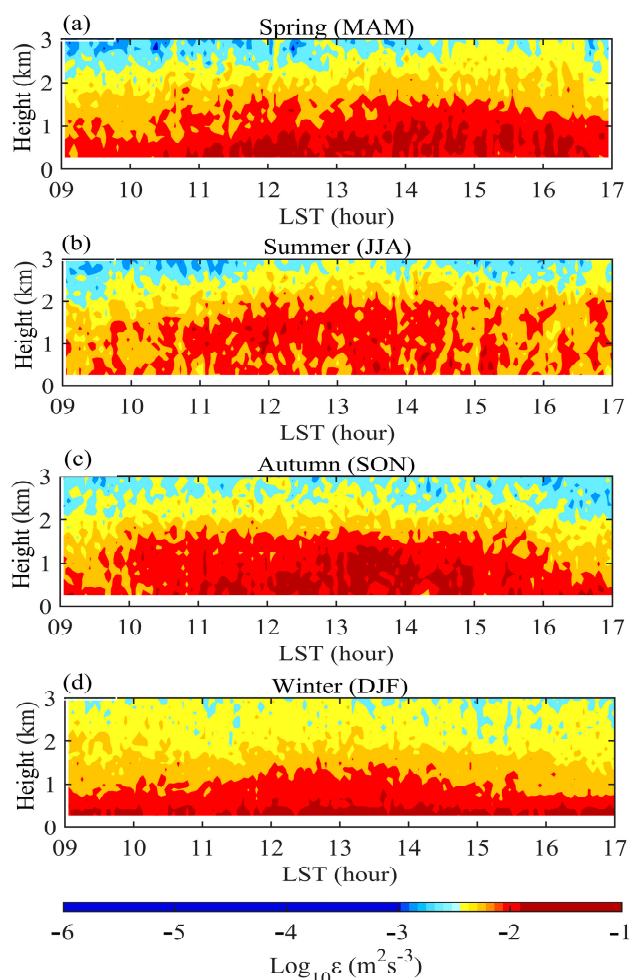 (a)
Spring (MAM)
Height (km)
3
2
1
0
09 10 11 12 13 14 15 16 17
LST (hour)
(b)
Summer (JJA)
Height (km)
3
2
1
0
09 10 11 12 13 14 15 16 17
LST (hour)
(c)
Autumn (SON)
Height (km)
3
2
1
0
09 10 11 12 13 14 15 16 17
LST (hour)
(d)
Winter (DJF)
Height (km)
3
2
1
0
09 10 11 12 13 14 15 16 17
LST (hour)
-6 -5 -4 -3 -2 -1
Log₁₀ε (m²s⁻³)